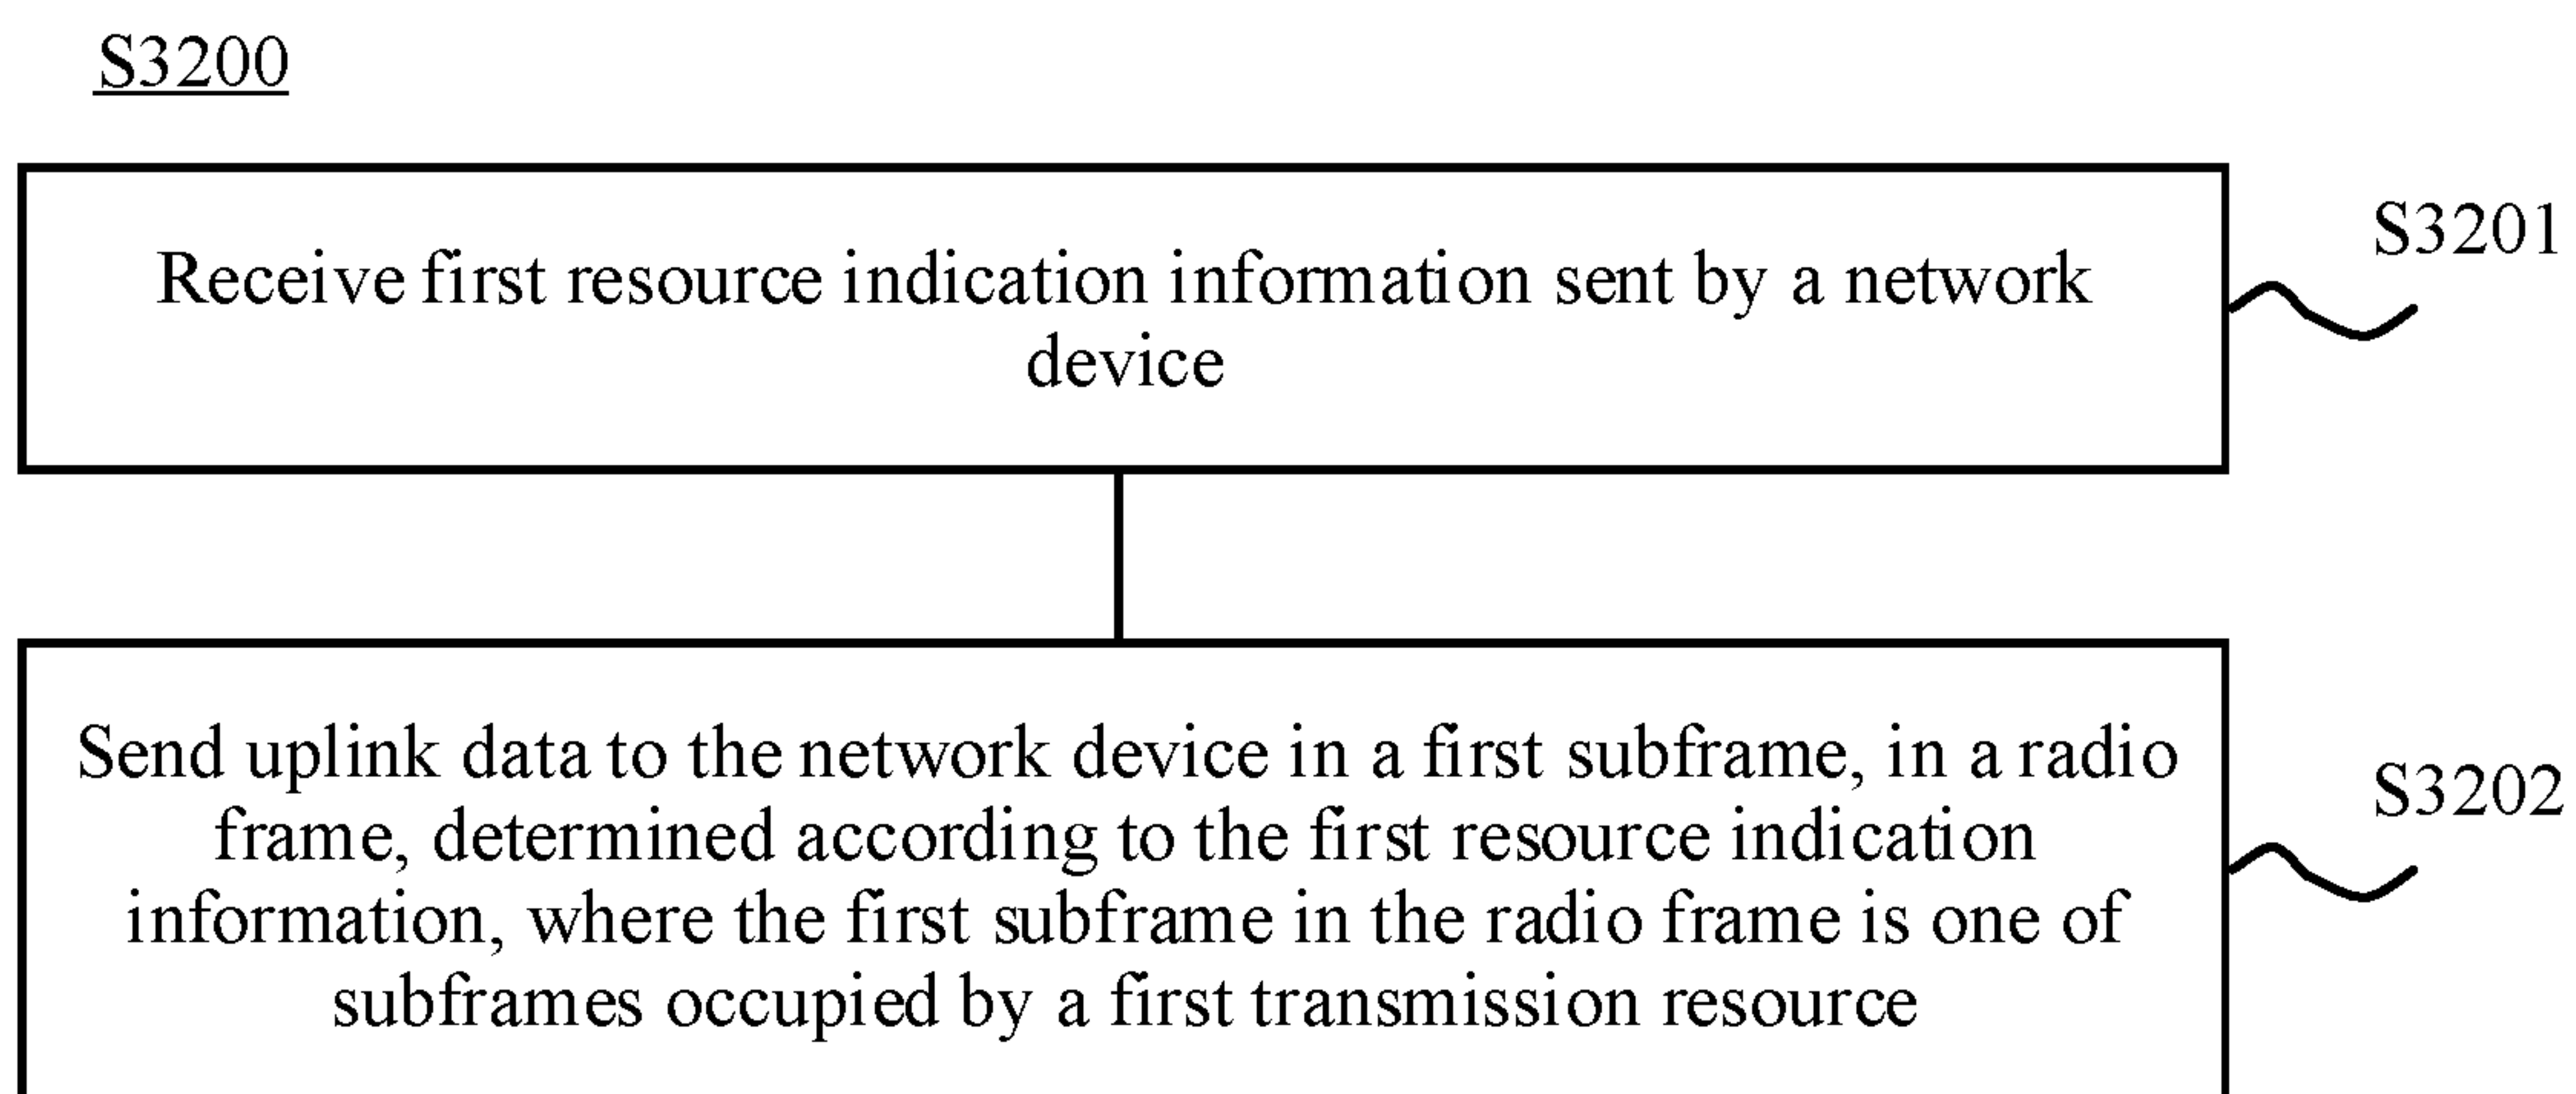 S3200
Receive first resource indication information sent by a network
device
S3201
Send uplink data to the network device in a first subframe, in a radio
frame, determined according to the first resource indication
information, where the first subframe in the radio frame is one of
subframes occupied by a first transmission resource
S3202